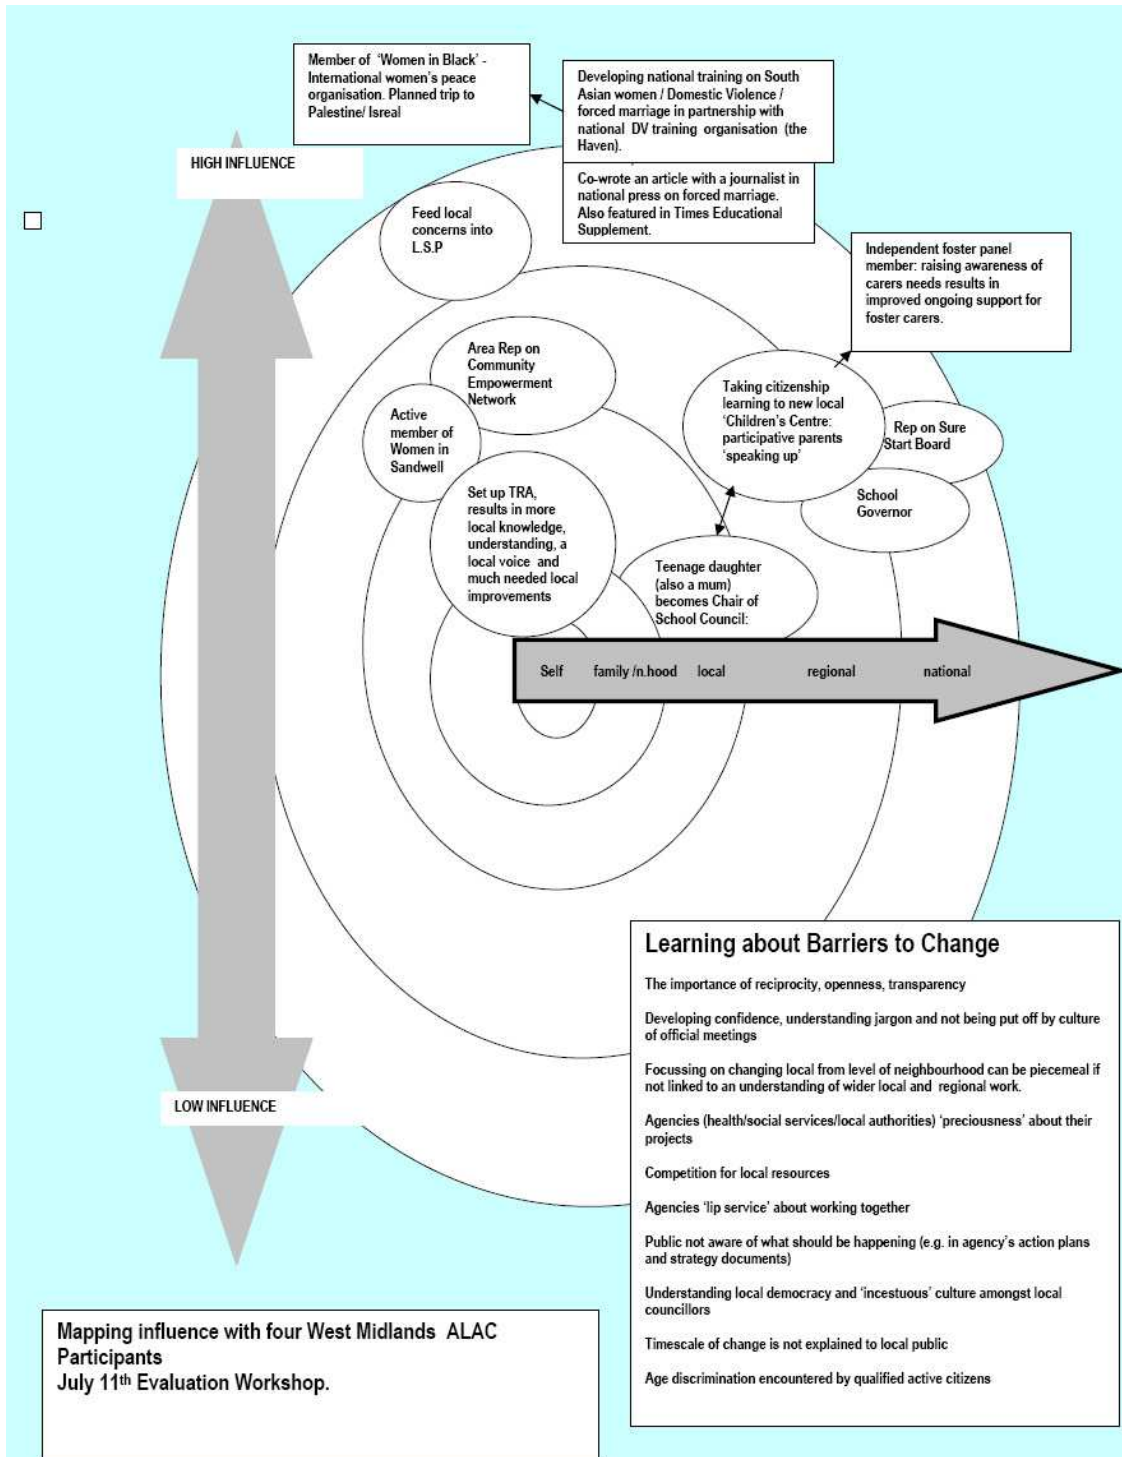 Member of 'Women in Black' -
International women's peace
organisation. Planned trip to
Palestine/ Isreal
Developing national training on South
Asian women / Domestic Violence /
forced marriage in partnership with
national DV training organisation (the
Haven).
HIGH INFLUENCE
Co-wrote an article with a journalist in
national press on forced marriage.
Also featured in Times Educational
Supplement.
Feed local
concerns into
L.S.P
Independent foster panel
member: raising awareness of
carers needs results in
improved ongoing support for
foster carers.
Area Rep on
Community
Empowerment
Network
Taking citizenship
learning to new local
'Children's Centre:
participative parents
'speaking up'
Active
member of
Women in
Sandwell
Rep on Sure
Start Board
Set up TRA,
results in more
local knowledge,
understanding, a
local voice and
much needed local
improvements
School
Governor
Teenage daughter
(also a mum)
becomes Chair of
School Council:
Self family /n.hood local regional national
LOW INFLUENCE
Learning about Barriers to Change
The importance of reciprocity, openness, transparency
Developing confidence, understanding jargon and not being put off by culture
of official meetings
Focussing on changing local from level of neighbourhood can be piecemeal if
not linked to an understanding of wider local and regional work.
Agencies (health/social services/local authorities) 'preciousness' about their
projects
Competition for local resources
Agencies 'lip service' about working together
Public not aware of what should be happening (e.g. in agency's action plans
and strategy documents)
Understanding local democracy and 'incestuous' culture amongst local
councillors
Timescale of change is not explained to local public
Age discrimination encountered by qualified active citizens
Mapping influence with four West Midlands ALAC
Participants
July 11th Evaluation Workshop.